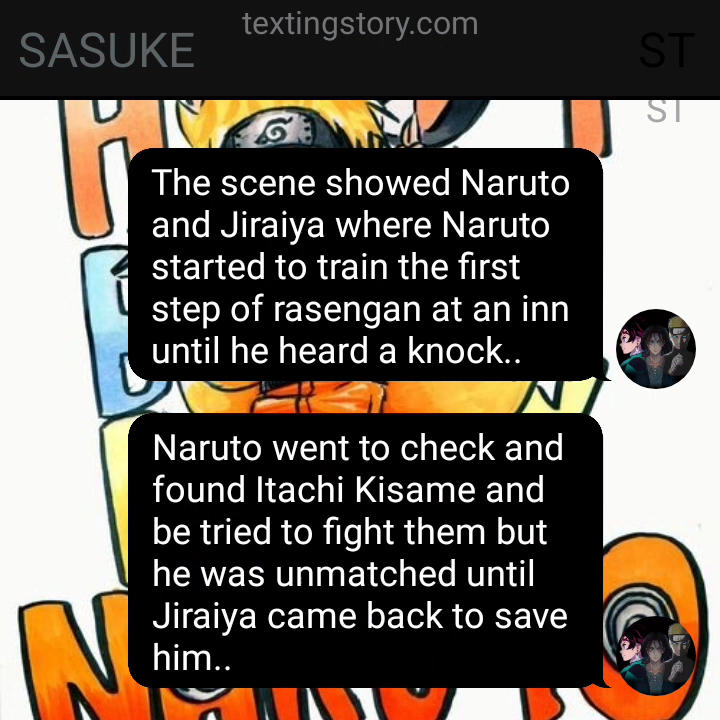 textingstory.com
SASUKE
ST
ST
The scene showed Naruto
and Jiraiya where Naruto
started to train the first
step of rasengan at an inn
until he heard a knock..
Naruto went to check and
found Itachi Kisame and
be tried to fight them but
he was unmatched until
Jiraiya came back to save
him..